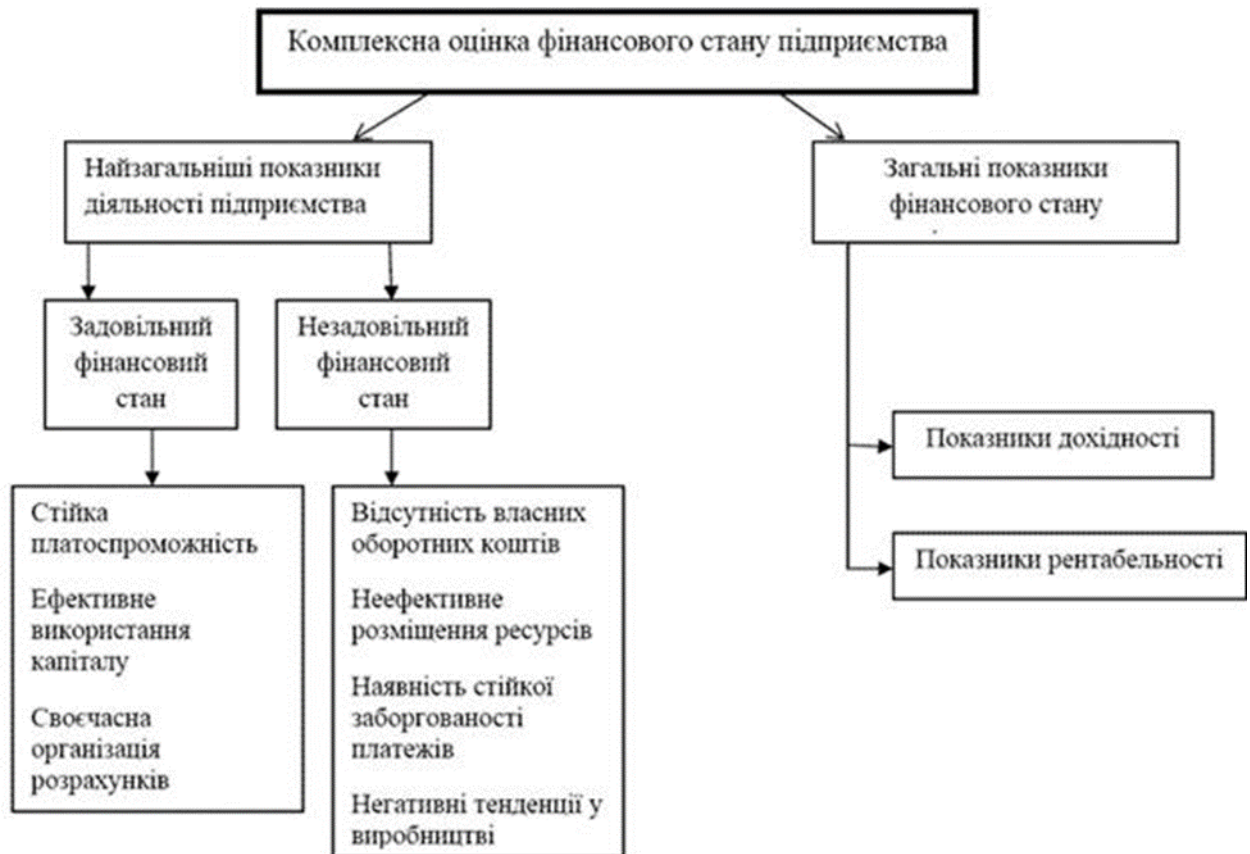 Комплексна оцінка фінансового стану підприємства
Найзагальніші показники
діяльності підприємства
Загальні показники
фінансового стану
Задовільний
фінансовий
стан
Незадовільний
фінансовий
стан
Показники дохідності
Показники рентабельності
Стійка
платоспроможність
Ефективне
використання
капіталу
Своєчасна
організація
розрахунків
Відсутність власних
оборотних коштів
Неефективне
розміщення ресурсів
Наявність стійкої
заборгованості
платежів
Негативні тенденції у
виробництві